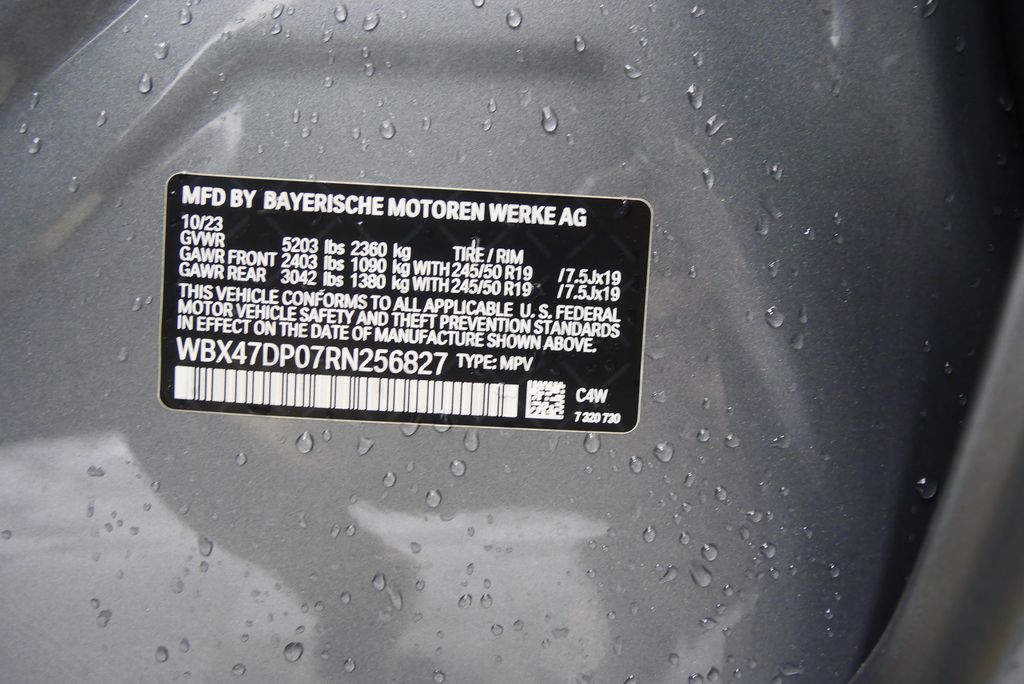 MFD BY BAYERISCHE MOTOREN WERKE AG
10/23
GVWR 5203 lbs 2360 kg TIRE / RIM
GAWR FRONT 2403 lbs 1090 kg WITH 245/50 R19 /7.5Jx19
GAWR REAR 3042 lbs 1380 kg WITH 245/50 R19 /7.5Jx19
THIS VEHICLE CONFORMS TO ALL APPLICABLE U. S. FEDERAL
MOTOR VEHICLE SAFETY AND THEFT PREVENTION STANDARDS
IN EFFECT ON THE DATE OF MANUFACTURE SHOWN ABOVE.
WBX47DP07RN256827 TYPE: MPV
C4W
7 320 730